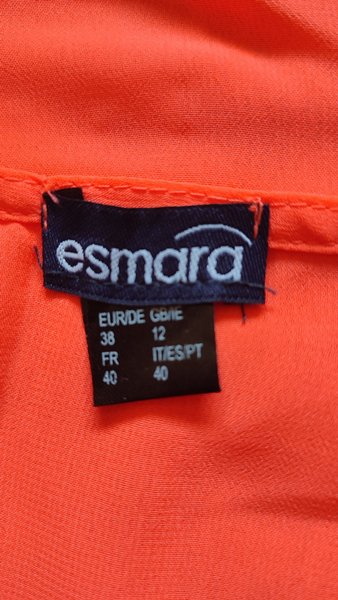 esmara
EUR/DE GB/IE
38 12
FR IT/ES/PT
40 40